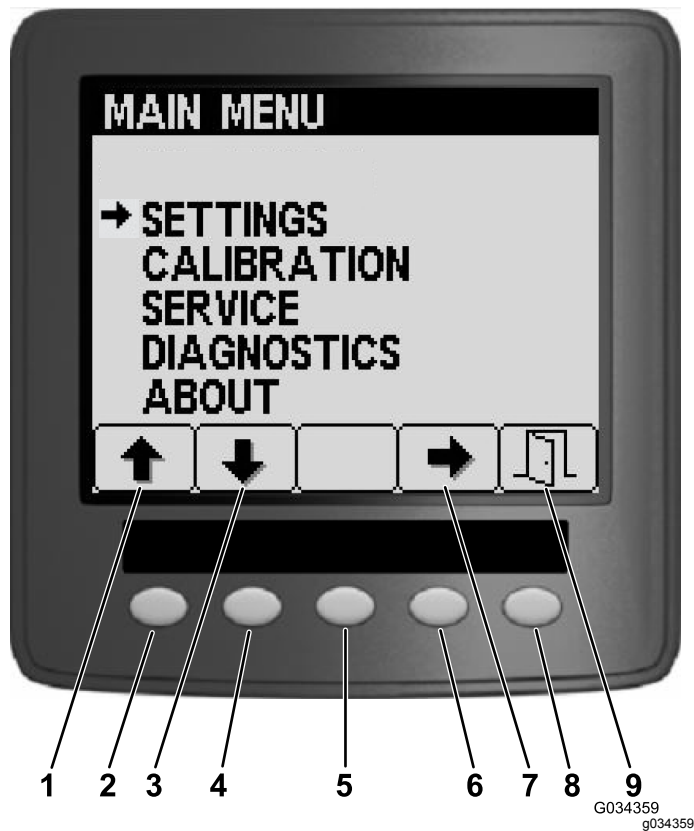 MAIN MENU
SETTINGS
CALIBRATION
SERVICE
DIAGNOSTICS
ABOUT
1 2 3 4 5 6 7 8 9
G034359
g034359